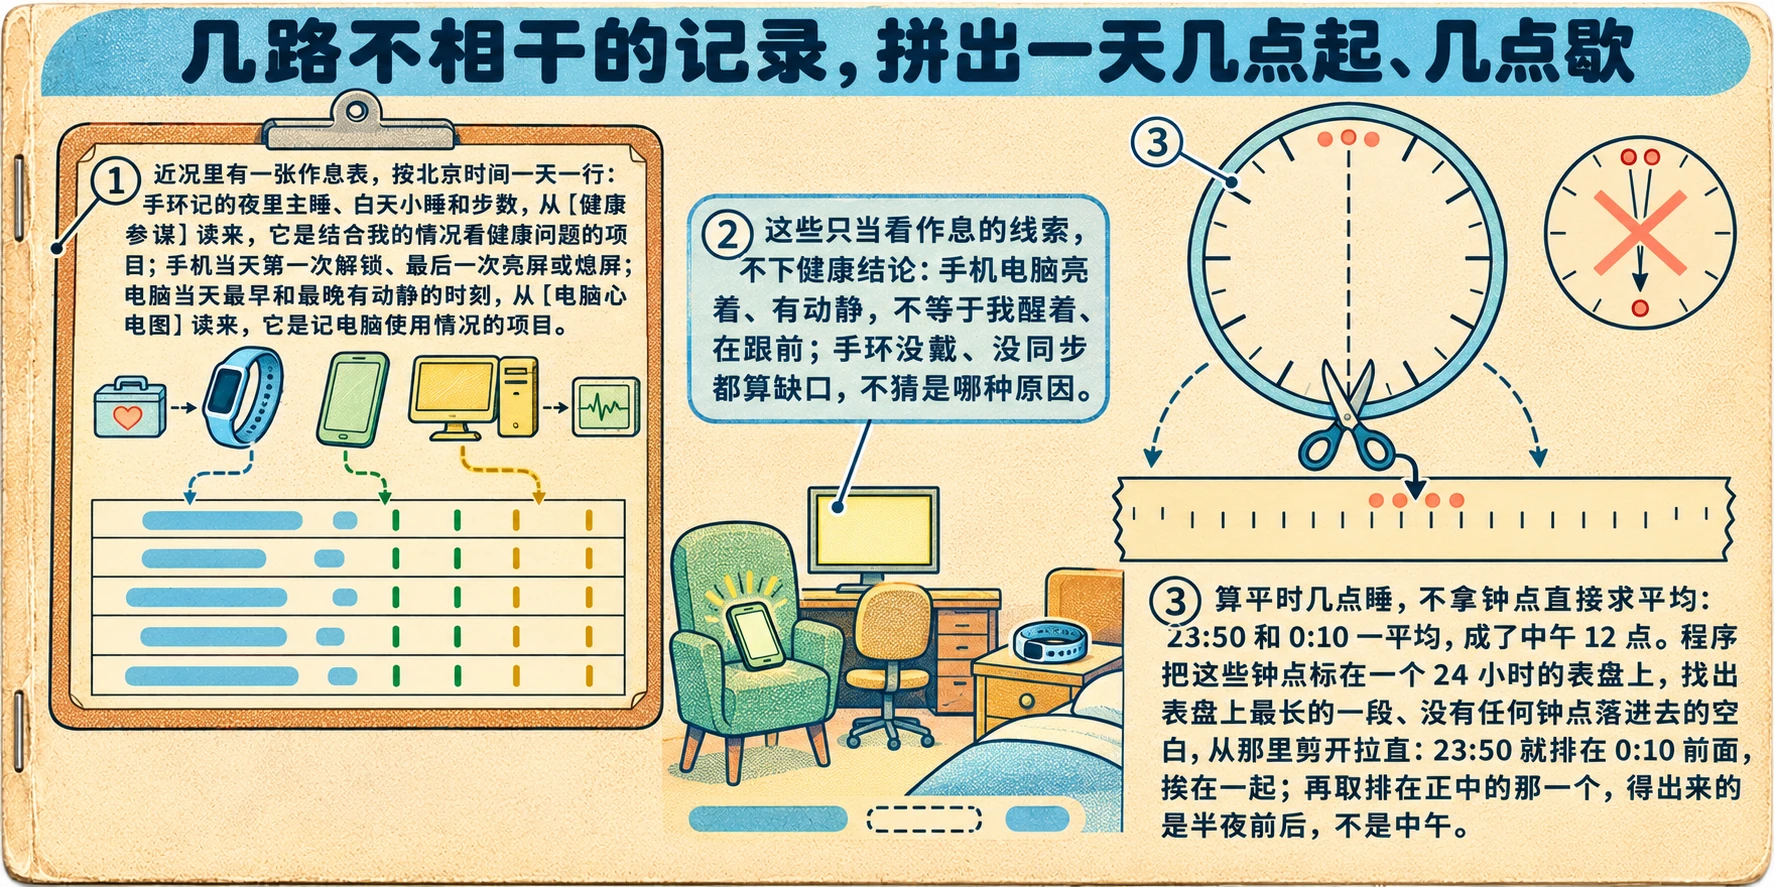 几路不相干的记录，拼出一天几点起、几点歇
①
近况里有一张作息表，按北京时间一天一行：
手环记的夜里主睡、白天小睡和步数，从【健康
参谋】读来，它是结合我的情况看健康问题的项
目；手机当天第一次解锁、最后一次亮屏或熄屏；
电脑当天最早和最晚有动静的时刻，从【电脑心
电图】读来，它是记电脑使用情况的项目。
②
这些只当看作息的线索，
不下健康结论：手机电脑亮
着、有动静，不等于我醒着、
在跟前；手环没戴、没同步
都算缺口，不猜是哪种原因。
③
③
算平时几点睡，不拿钟点直接求平均：
23:50 和 0:10 一平均，成了中午 12 点。程序
把这些钟点标在一个 24 小时的表盘上，找出
表盘上最长的一段、没有任何钟点落进去的空
白，从那里剪开拉直：23:50 就排在 0:10 前面，
挨在一起；再取排在正中的那一个，得出来的
是半夜前后，不是中午。